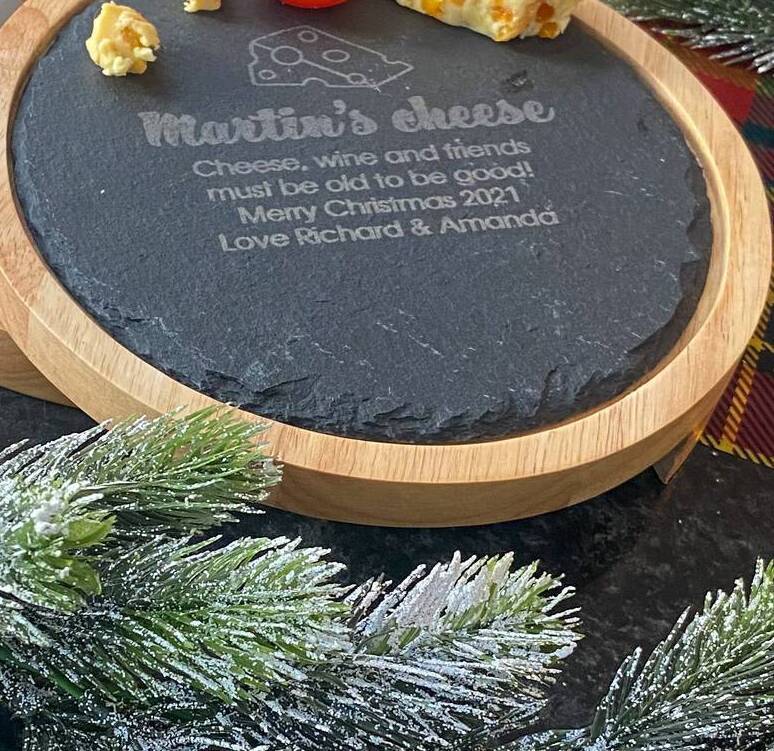 Martin's cheese
Cheese, wine and friends
must be old to be good!
Merry Christmas 2021
Love Richard & Amanda